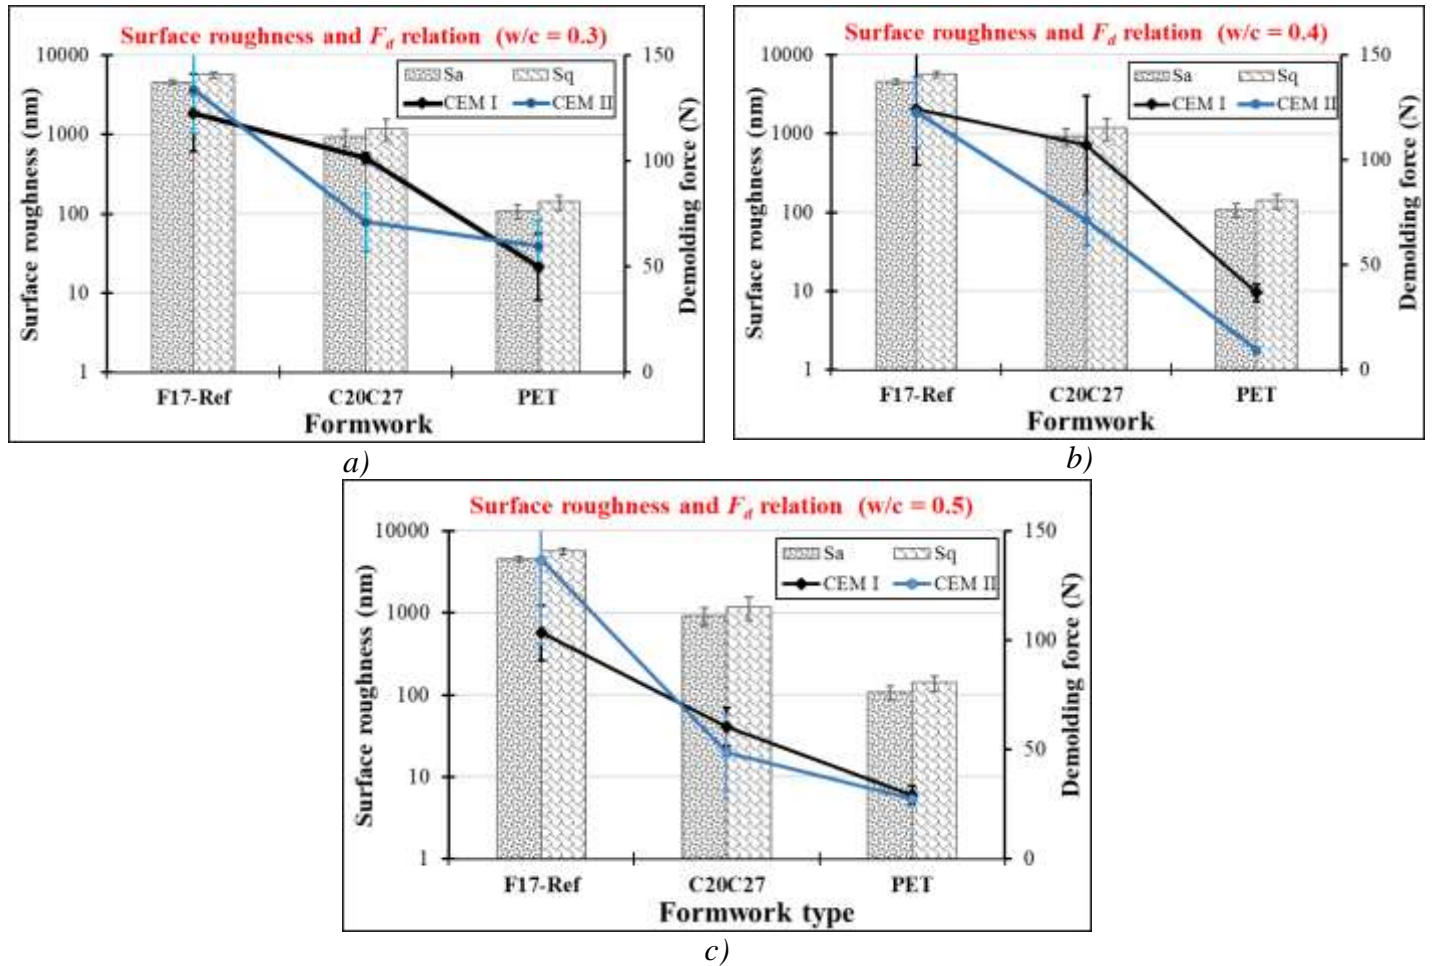 Surface roughness and Fd relation (w/c = 0.3)
Surface roughness (nm)
10000
1000
100
10
1
Sa
Sq
CEM I
CEM II
150
100
50
0
Demolding force (N)
F17-Ref
C20C27
PET
Formwork
a)
Surface roughness and Fd relation (w/c = 0.4)
Surface roughness (nm)
10000
1000
100
10
1
Sa
Sq
CEM I
CEM II
150
100
50
0
Demolding force (N)
F17-Ref
C20C27
PET
Formwork
b)
Surface roughness and Fd relation (w/c = 0.5)
Surface roughness (nm)
10000
1000
100
10
1
Sa
Sq
CEM I
CEM II
150
100
50
0
Demolding force (N)
F17-Ref
C20C27
PET
Formwork type
c)